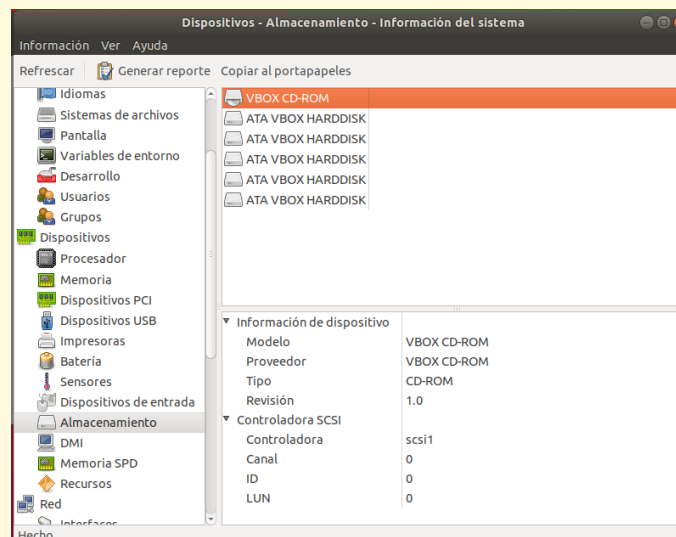 Dispositivos - Almacenamiento - Información del sistema
Información Ver Ayuda
Refrescar Generar reporte Copiar al portapapeles
Idiomas
Sistemas de archivos
Pantalla
Variables de entorno
Desarrollo
Usuarios
Grupos
Dispositivos
Procesador
Memoria
Dispositivos PCI
Dispositivos USB
Impresoras
Batería
Sensores
Dispositivos de entrada
Almacenamiento
DMI
Memoria SPD
Recursos
Red
Interfaces
VBOX CD-ROM
ATA VBOX HARDDISK
ATA VBOX HARDDISK
ATA VBOX HARDDISK
ATA VBOX HARDDISK
ATA VBOX HARDDISK
Información de dispositivo
Modelo VBOX CD-ROM
Proveedor VBOX CD-ROM
Tipo CD-ROM
Revisión 1.0
Controladora SCSI
Controladora scsi1
Canal 0
ID 0
LUN 0
Hecho